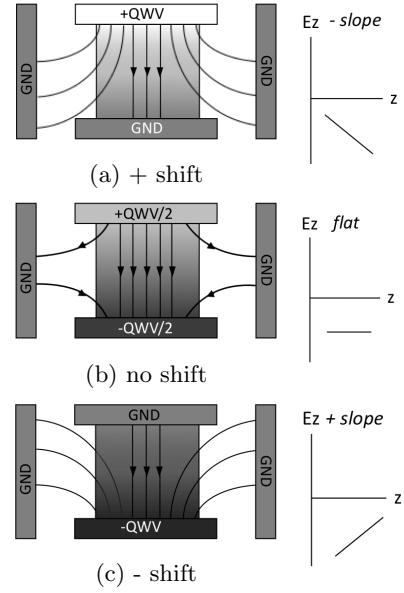 +QWV
Ez - slope
GND
GND
z
GND
(a) + shift
+QWV/2
Ez flat
GND
GND
z
-QWV/2
(b) no shift
GND
Ez + slope
GND
GND
z
-QWV
(c) - shift